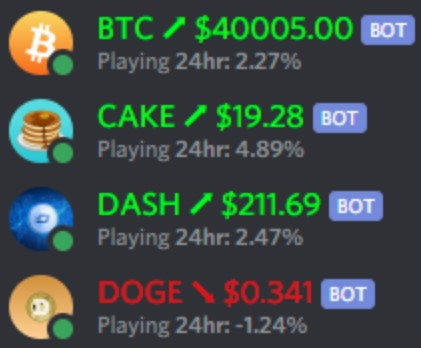 BTC ↗ $40005.00 BOT
Playing 24hr: 2.27%
CAKE ↗ $19.28 BOT
Playing 24hr: 4.89%
DASH ↗ $211.69 BOT
Playing 24hr: 2.47%
DOGE ↘ $0.341 BOT
Playing 24hr: -1.24%